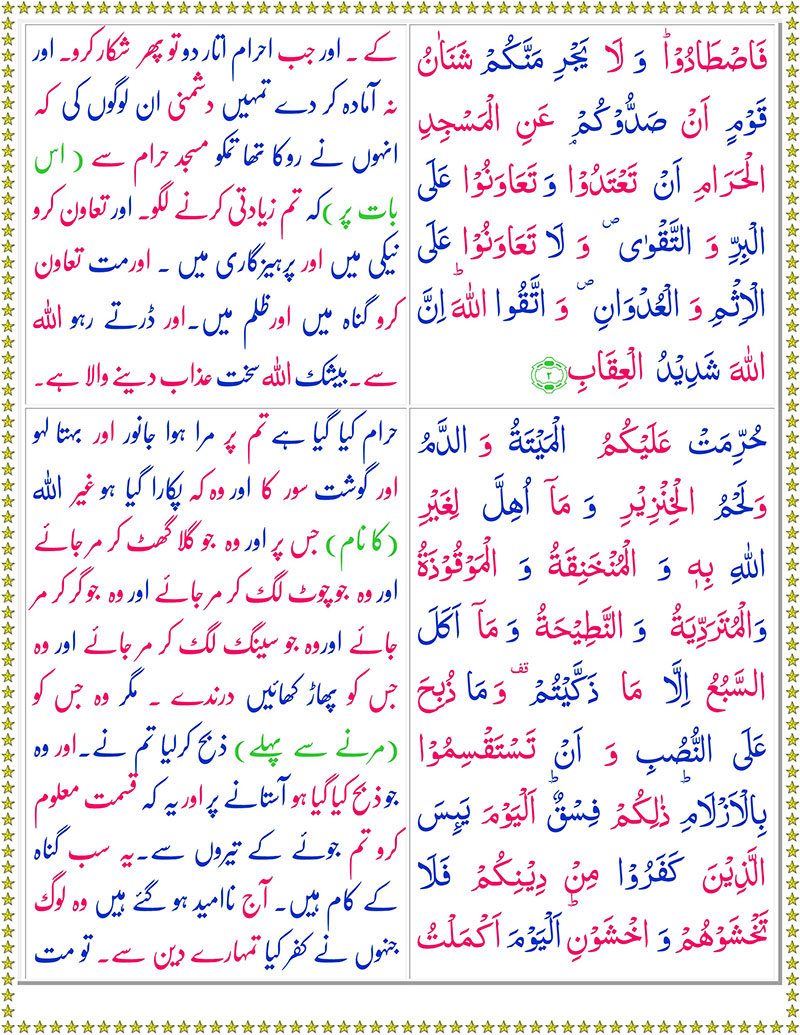 فَاصْطَادُوْا ؕ وَ لَا یَجْرِ مَنَّکُمْ شَنَاٰنُ
قَوْمٍ اَنْ صَدُّوْکُمْ عَنِ الْمَسْجِدِ
الْحَرَامِ اَنْ تَعْتَدُوْا وَ تَعَاوَنُوْا عَلَی
الْبِرِّ وَ التَّقْوٰی ۪ وَ لَا تَعَاوَنُوْا عَلَی
الْاِثْمِ وَ الْعُدْوَانِ ۪ وَ اتَّقُوا اللہَ ؕ اِنَّ
اللہَ شَدِیْدُ الْعِقَابِ ﴿۲﴾
کے ۔ اور جب احرام اتار دو تو پھر شکار کرو۔ اور
نہ آمادہ کر دے تمہیں دشمنی ان لوگوں کی کہ
انہوں نے روکا تھا تمکو مسجد حرام سے ( اس
بات پر ) کہ تم زیادتی کرنے لگو۔ اور تعاون کرو
نیکی میں اور پرہیزگاری میں ۔ اور مت تعاون
کرو گناہ میں اور ظلم میں۔ اور ڈرتے رہو اللہ
سے۔ بیشک اللہ سخت عذاب دینے والا ہے۔
حُرِّمَتْ عَلَیْکُمُ الْمَیْتَۃُ وَ الدَّمُ
وَلَحْمُ الْخِنْزِیْرِ وَ مَاۤ اُھِلَّ لِغَیْرِ
اللہِ بِہٖ وَ الْمُنْخَنِقَۃُ وَ الْمَوْقُوْذَۃُ
وَالْمُتَرَدِّیَۃُ وَ النَّطِیْحَۃُ وَ مَاۤ اَکَلَ
السَّبُعُ اِلَّا مَا ذَکَّیْتُمْ ۟ وَ مَا ذُبِحَ
عَلَی النُّصُبِ وَ اَنْ تَسْتَقْسِمُوْا
بِالْاَزْلَامِ ؕ ذٰلِکُمْ فِسْقٌ ؕ اَلْیَوْمَ یَئِسَ
الَّذِیْنَ کَفَرُوْا مِنْ دِیْنِکُمْ فَلَا
تَخْشَوْھُمْ وَ اخْشَوْنِ ؕ اَلْیَوْمَ اَکْمَلْتُ
حرام کیا گیا ہے تم پر مرا ہوا جانور اور بہتا لہو
اور گوشت سور کا اور وہ کہ پکارا گیا ہو غیر اللہ
( کا نام ) جس پر اور وہ جو گلا گھٹ کر مر جائے
اور وہ جو چوٹ لگ کر مر جائے اور وہ جو گر کر مر
جائے اور وہ جو سینگ لگ کر مر جائے اور وہ
جس کو پھاڑ کھائیں درندے ۔ مگر وہ جس کو
( مرنے سے پہلے ) ذبح کر لیا تم نے۔ اور وہ
جو ذبح کیا گیا ہو آستانے پر اور یہ کہ قسمت معلوم
کرو تم جوئے کے تیروں سے۔ یہ سب گناہ
کے کام ہیں۔ آج نا امید ہو گئے ہیں وہ لوگ
جنہوں نے کفر کیا تمہارے دین سے۔ تو مت